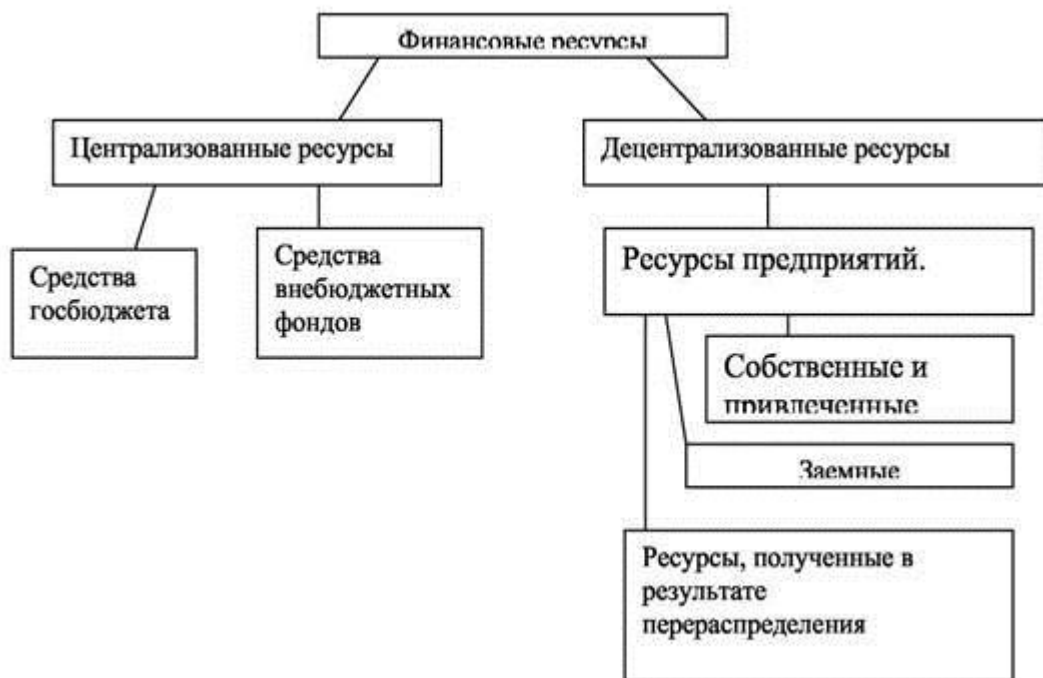 Финансовые ресурсы
Централизованные ресурсы
Децентрализованные ресурсы
Средства
госбюджета
Средства
внебюджетных
фондов
Ресурсы предприятий.
Собственные и
привлеченные
Заемные
Ресурсы, полученные в
результате
перераспределения